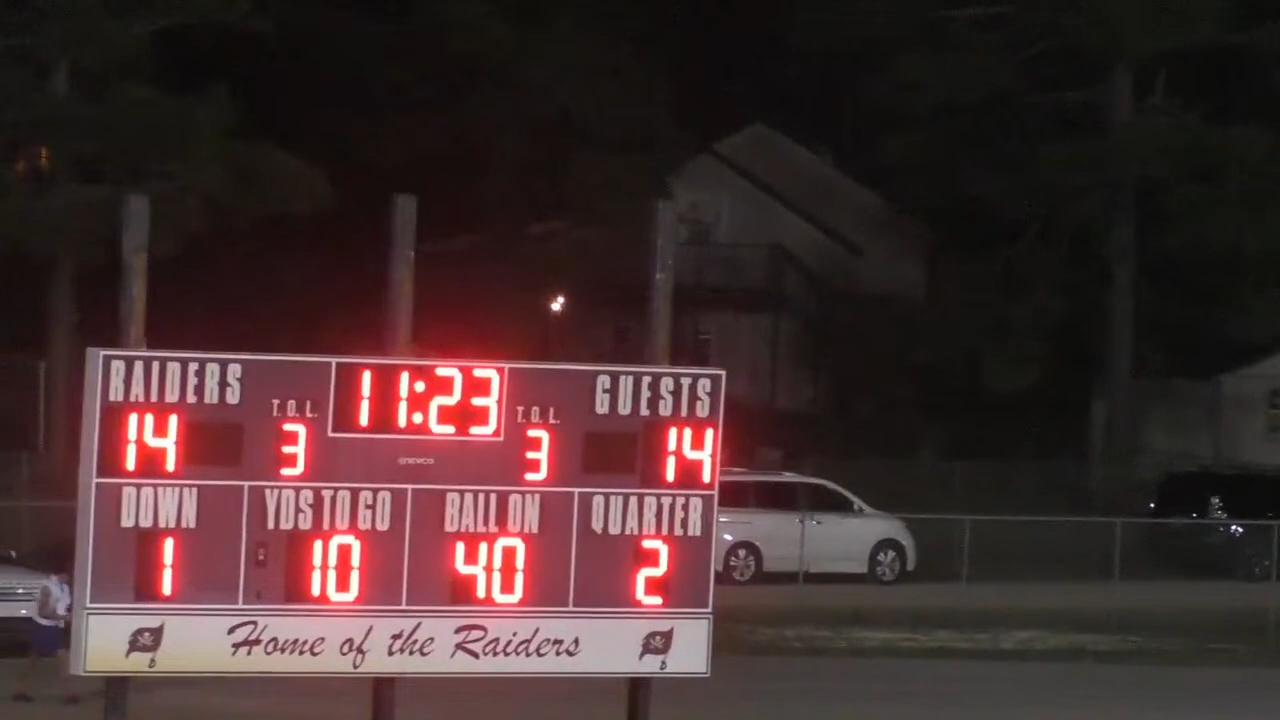 RAIDERS 11:23 GUESTS
T. O. L. T. O. L.
14 3 3 14
NEVCO
DOWN YDS TO GO BALL ON QUARTER
1 10 40 2
Home of the Raiders